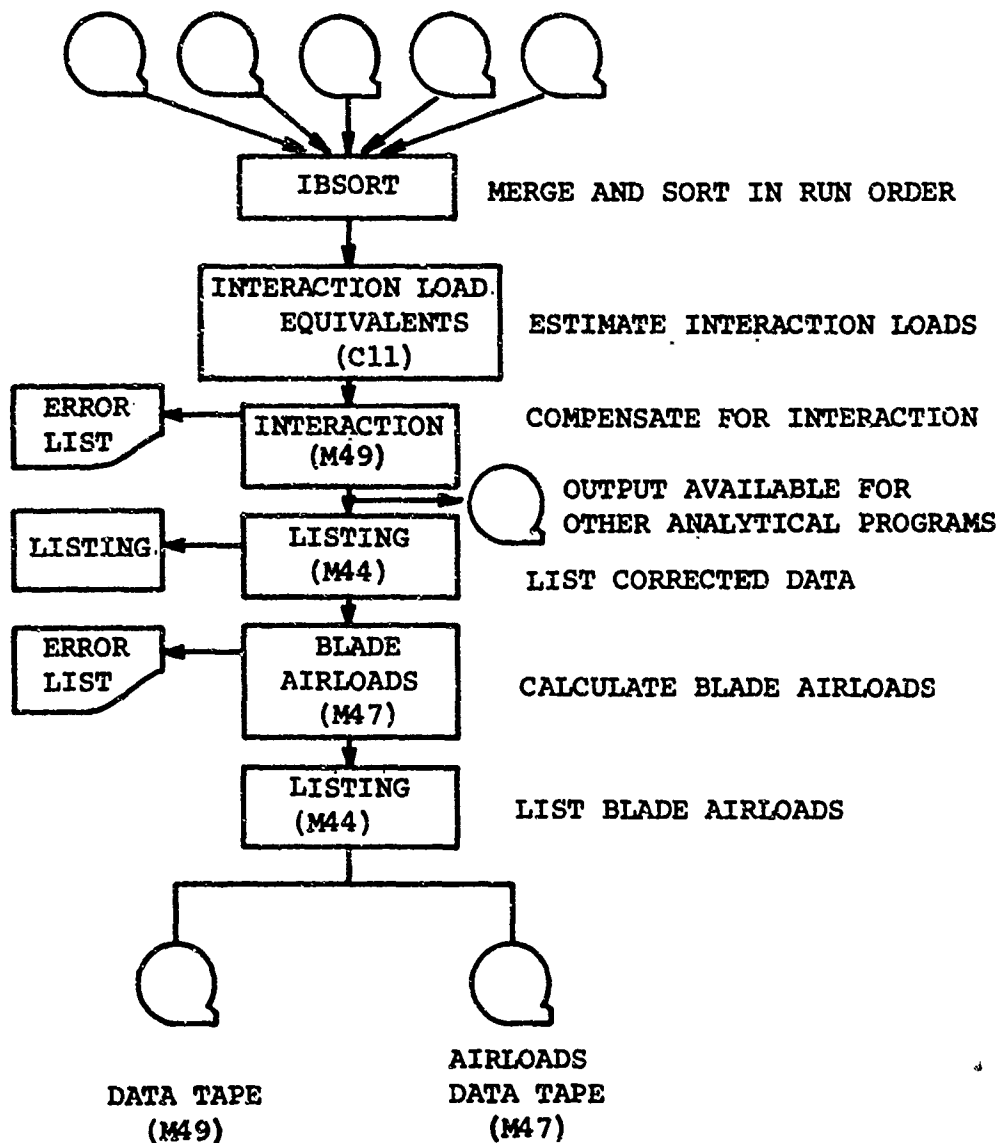 IBSORT
MERGE AND SORT IN RUN ORDER
INTERACTION LOAD
EQUIVALENTS
(C11)
ESTIMATE INTERACTION LOADS
ERROR
LIST
INTERACTION
(M49)
COMPENSATE FOR INTERACTION
OUTPUT AVAILABLE FOR
OTHER ANALYTICAL PROGRAMS
LISTING
LISTING
(M44)
LIST CORRECTED DATA
ERROR
LIST
BLADE
AIRLOADS
(M47)
CALCULATE BLADE AIRLOADS
LISTING
(M44)
LIST BLADE AIRLOADS
DATA TAPE
(M49)
AIRLOADS
DATA TAPE
(M47)